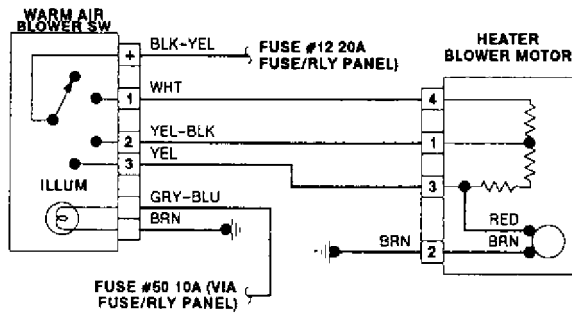 WARM AIR
BLOWER SW
+
BLK-YEL
FUSE #12 20A
FUSE/RLY PANEL)
HEATER
BLOWER MOTOR
1
WHT
4
2
YEL-BLK
1
3
YEL
3
ILLUM
GRY-BLU
BRN
RED
BRN
BRN
2
FUSE #50 10A (VIA
FUSE/RLY PANEL)